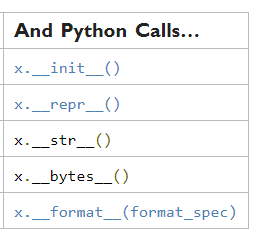 And Python Calls…
x.__init__()
x.__repr__()
x.__str__()
x.__bytes__()
x.__format__(format_spec)